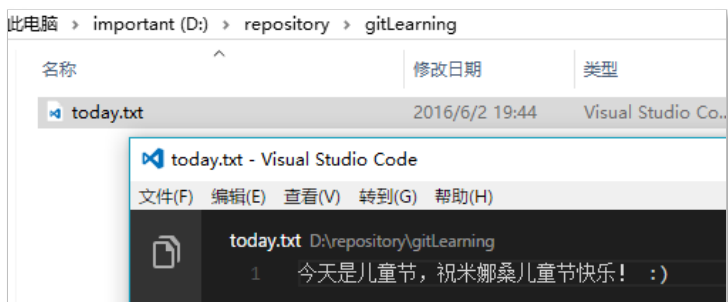 此电脑 › important (D:) › repository › gitLearning
名称 修改日期 类型
today.txt 2016/6/2 19:44 Visual Studio Co...
today.txt - Visual Studio Code
文件(F) 编辑(E) 查看(V) 转到(G) 帮助(H)
today.txt D:\repository\gitLearning
1 今天是儿童节，祝米娜桑儿童节快乐！ :)